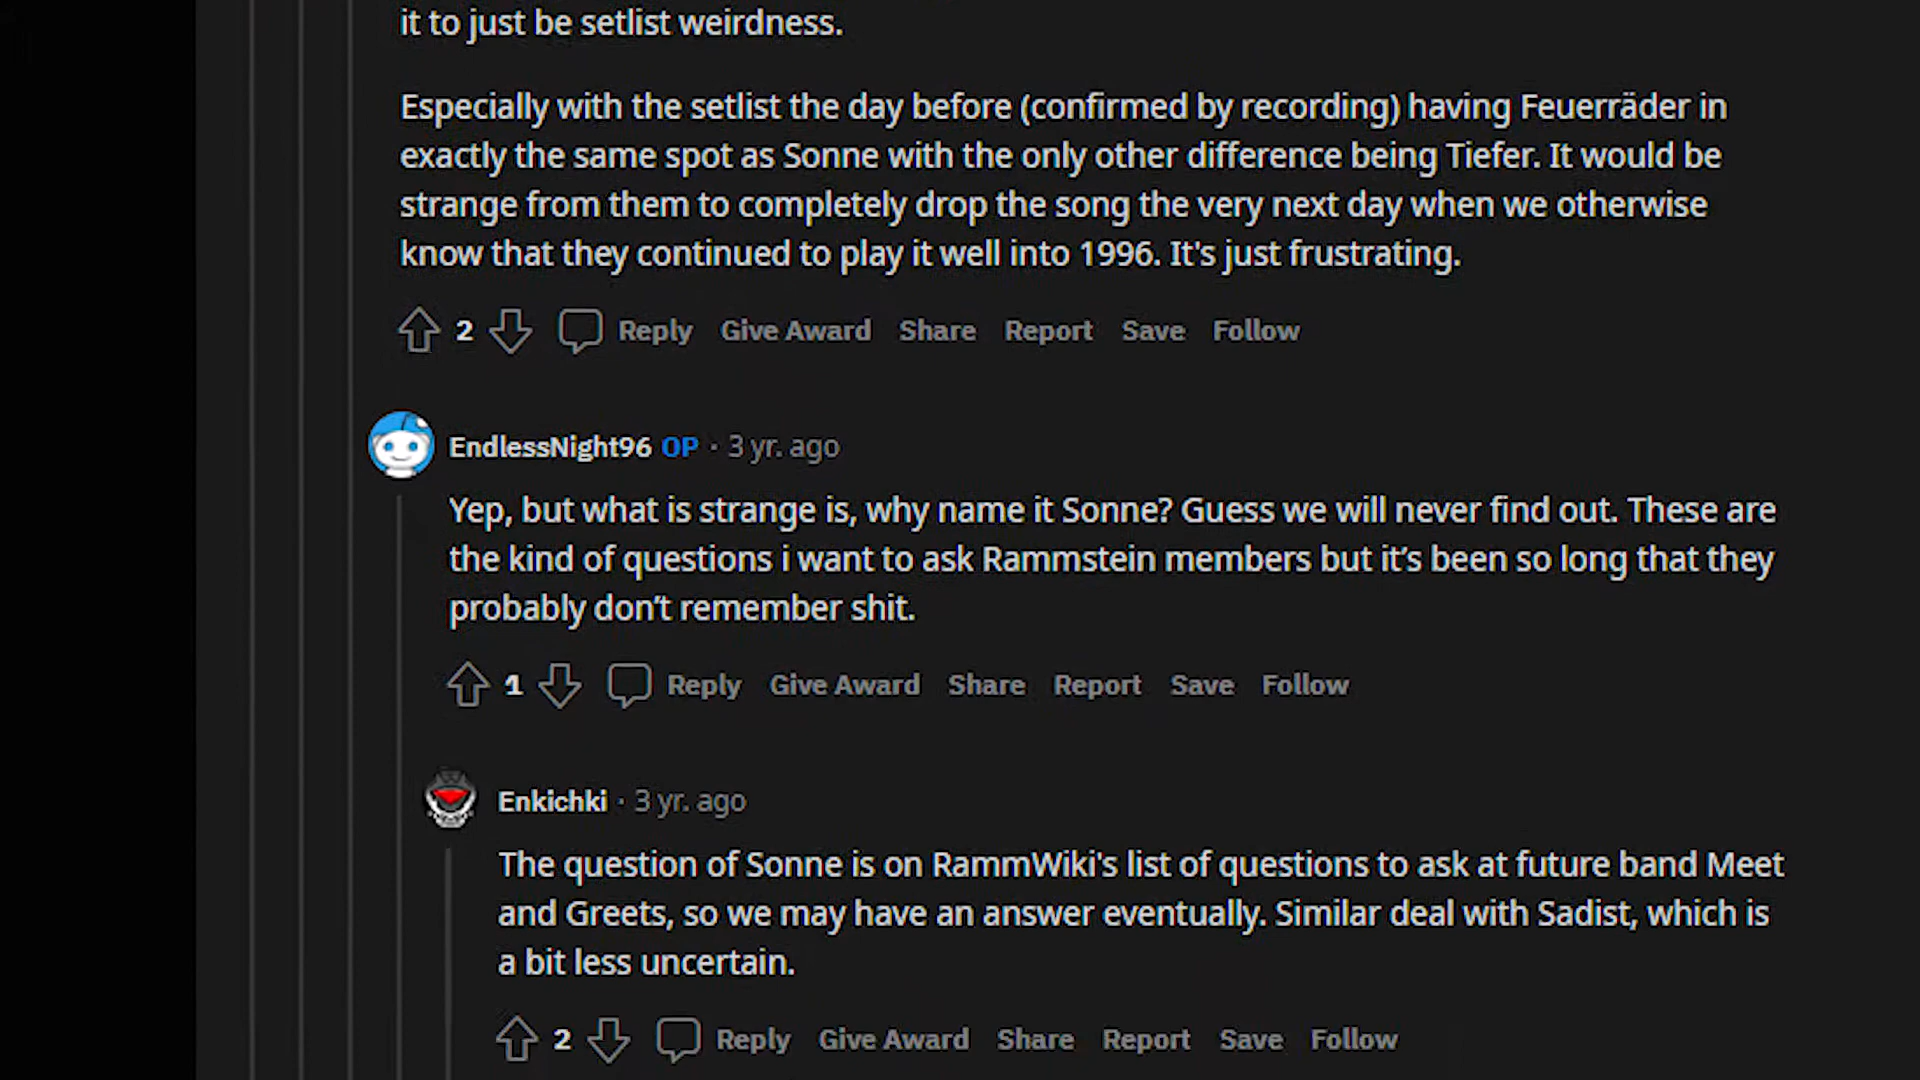 it to just be setlist weirdness.
Especially with the setlist the day before (confirmed by recording) having Feuerräder in
exactly the same spot as Sonne with the only other difference being Tiefer. It would be
strange from them to completely drop the song the very next day when we otherwise
know that they continued to play it well into 1996. It's just frustrating.
2 Reply Give Award Share Report Save Follow
EndlessNight96 OP · 3 yr. ago
Yep, but what is strange is, why name it Sonne? Guess we will never find out. These are
the kind of questions i want to ask Rammstein members but it’s been so long that they
probably don’t remember shit.
1 Reply Give Award Share Report Save Follow
Enkichki · 3 yr. ago
The question of Sonne is on RammWiki's list of questions to ask at future band Meet
and Greets, so we may have an answer eventually. Similar deal with Sadist, which is
a bit less uncertain.
2 Reply Give Award Share Report Save Follow